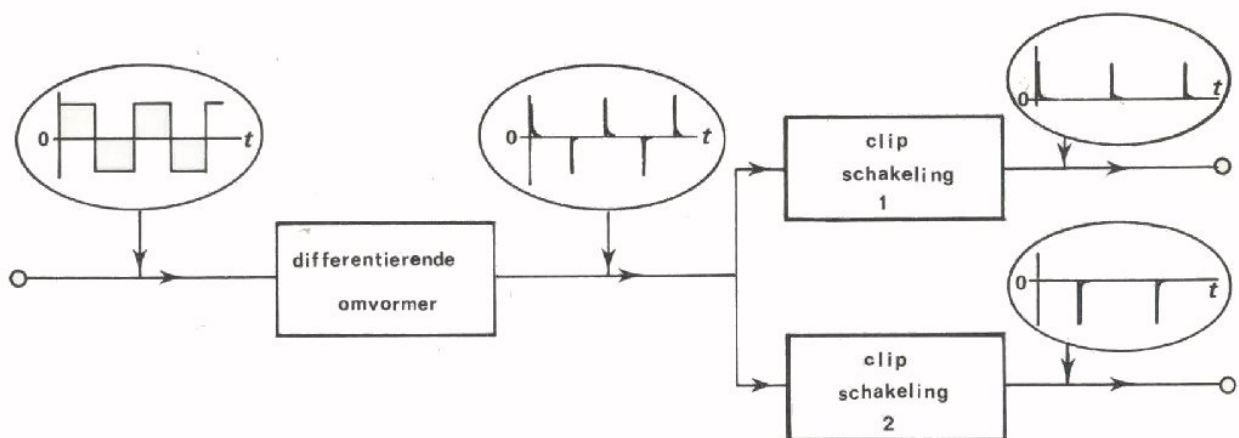 0
t
differentierende
omvormer
0
t
clip
schakeling
1
0
t
clip
schakeling
2
0
t